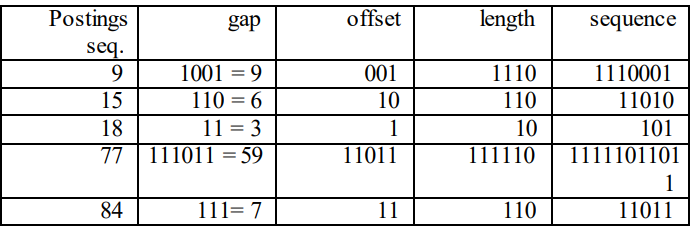 Postings gap offset length sequence
seq.
9 1001 = 9 001 1110 1110001
15 110 = 6 10 110 11010
18 11 = 3 1 10 101
77 111011 = 59 11011 111110 1111101101
1
84 111= 7 11 110 11011